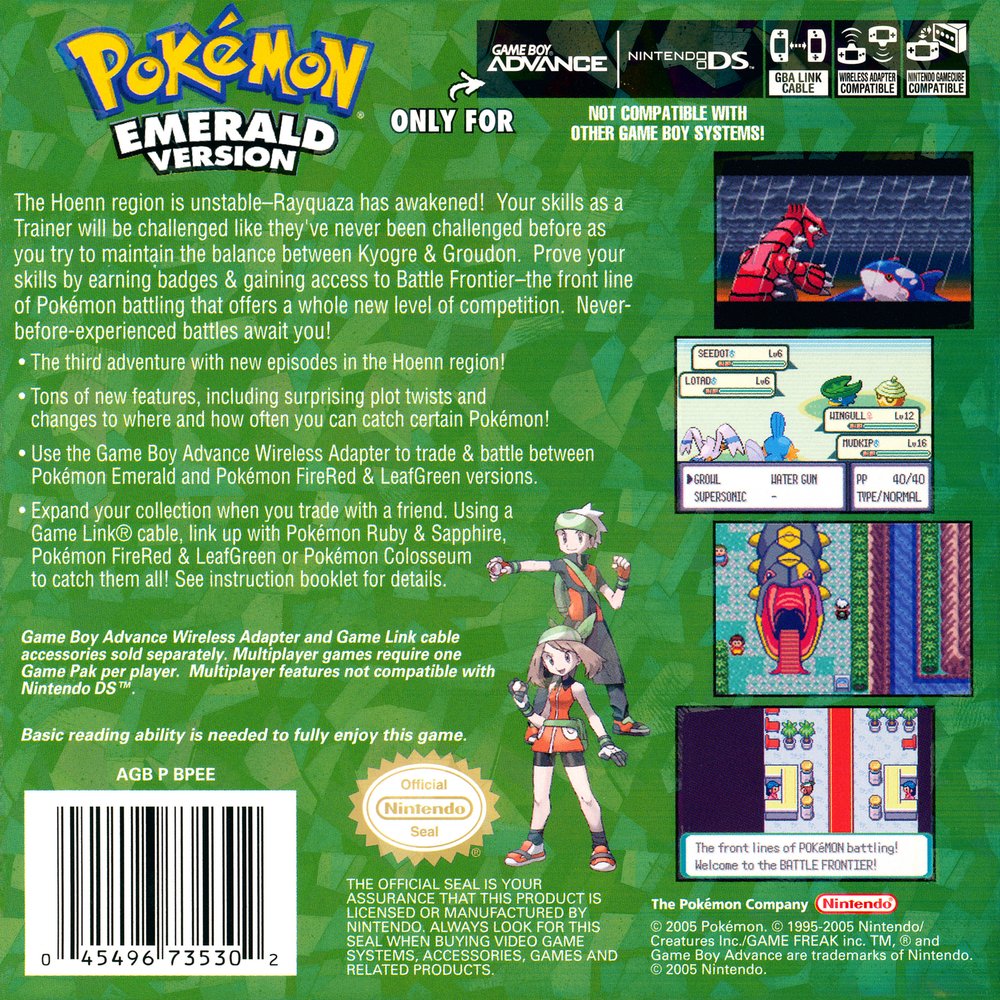 POKéMON
EMERALD
VERSION
®
ONLY FOR
GAME BOY
ADVANCE
NINTENDO DS™
GBA LINK
CABLE
WIRELESS ADAPTER
COMPATIBLE
NINTENDO GAMECUBE
COMPATIBLE
NOT COMPATIBLE WITH
OTHER GAME BOY SYSTEMS!
The Hoenn region is unstable–Rayquaza has awakened! Your skills as a
Trainer will be challenged like they've never been challenged before as
you try to maintain the balance between Kyogre & Groudon. Prove your
skills by earning badges & gaining access to Battle Frontier–the front line
of Pokémon battling that offers a whole new level of competition. Never-
before-experienced battles await you!
• The third adventure with new episodes in the Hoenn region!
• Tons of new features, including surprising plot twists and
changes to where and how often you can catch certain Pokémon!
• Use the Game Boy Advance Wireless Adapter to trade & battle between
Pokémon Emerald and Pokémon FireRed & LeafGreen versions.
• Expand your collection when you trade with a friend. Using a
Game Link® cable, link up with Pokémon Ruby & Sapphire,
Pokémon FireRed & LeafGreen or Pokémon Colosseum
to catch them all! See instruction booklet for details.
Game Boy Advance Wireless Adapter and Game Link cable
accessories sold separately. Multiplayer games require one
Game Pak per player. Multiplayer features not compatible with
Nintendo DS™.
Basic reading ability is needed to fully enjoy this game.
AGB P BPEE
0 45496 73530 2
Official
Nintendo
Seal
®
THE OFFICIAL SEAL IS YOUR
ASSURANCE THAT THIS PRODUCT IS
LICENSED OR MANUFACTURED BY
NINTENDO. ALWAYS LOOK FOR THIS
SEAL WHEN BUYING VIDEO GAME
SYSTEMS, ACCESSORIES, GAMES AND
RELATED PRODUCTS.
SEEDOT♂ Lv6
LOTAD♂ Lv6
WINGULL♀ Lv12
MUDKIP♂ Lv16
▶GROWL WATER GUN
SUPERSONIC -
PP 40/40
TYPE/NORMAL
The front lines of POKéMON battling!
Welcome to the BATTLE FRONTIER!
The Pokémon Company Nintendo®
© 2005 Pokémon. © 1995-2005 Nintendo/
Creatures Inc./GAME FREAK inc. TM, ® and
Game Boy Advance are trademarks of Nintendo.
© 2005 Nintendo.